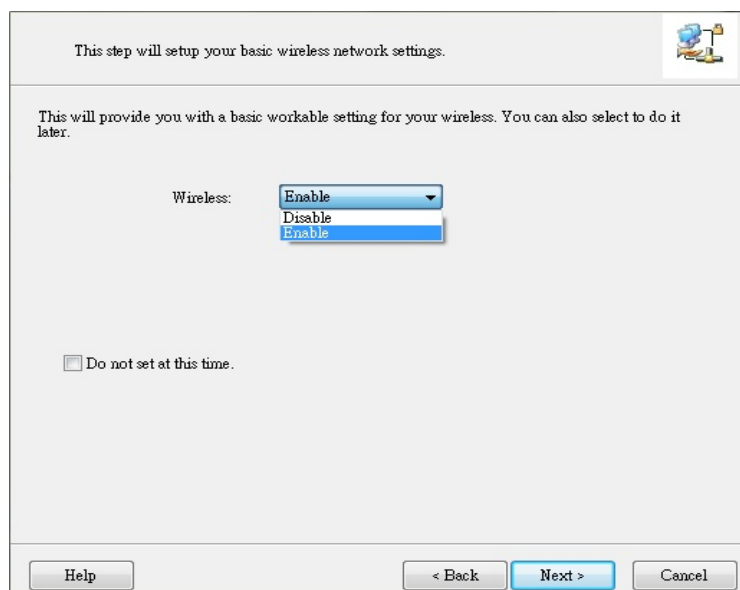 This step will setup your basic wireless network settings.
This will provide you with a basic workable setting for your wireless. You can also select to do it
later.
Wireless:
Enable
Disable
Enable
Do not set at this time.
Help
< Back
Next >
Cancel